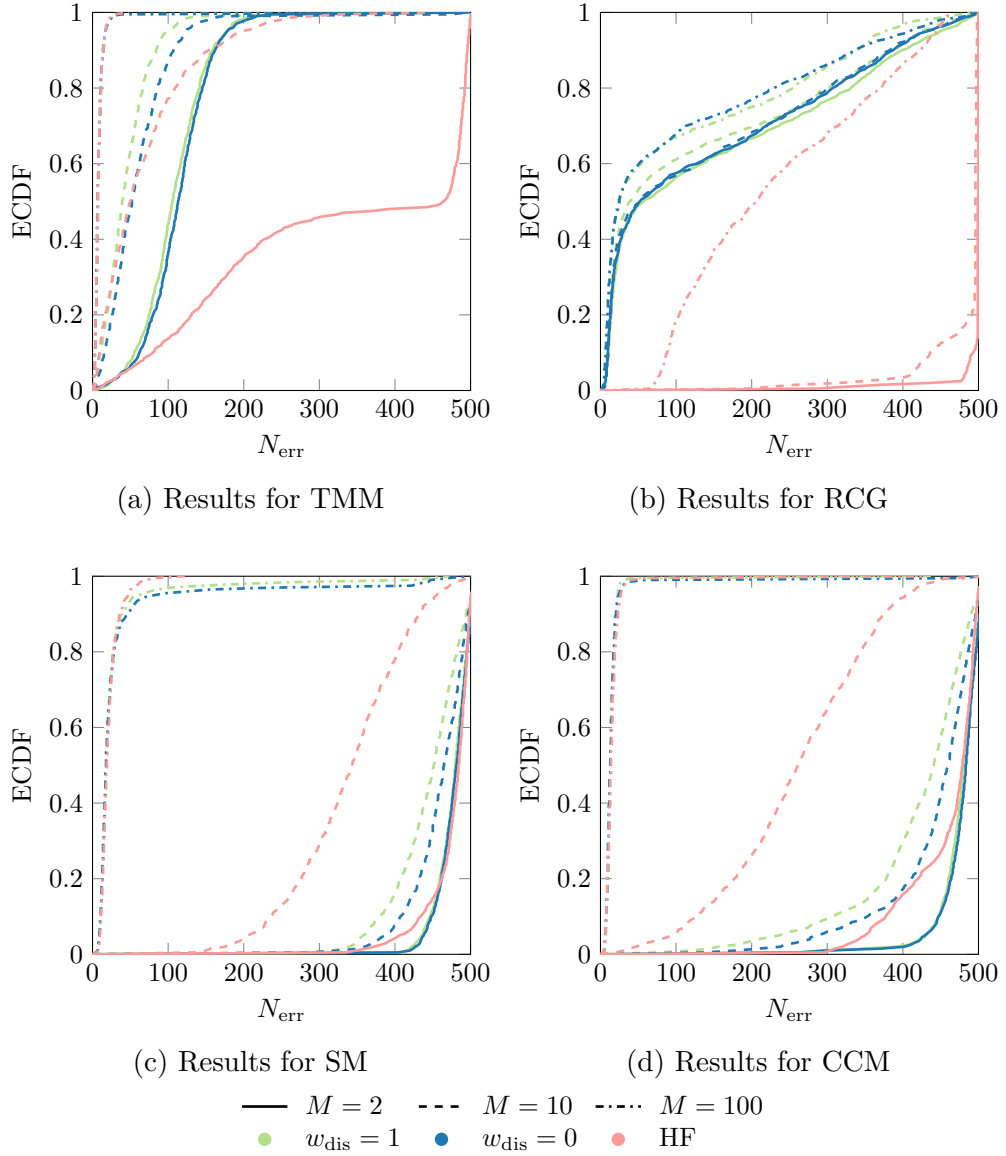 1
0.8
0.6
0.4
0.2
0
ECDF
0 100 200 300 400 500
N_err
(a) Results for TMM
1
0.8
0.6
0.4
0.2
0
ECDF
0 100 200 300 400 500
N_err
(b) Results for RCG
1
0.8
0.6
0.4
0.2
0
ECDF
0 100 200 300 400 500
N_err
(c) Results for SM
1
0.8
0.6
0.4
0.2
0
ECDF
0 100 200 300 400 500
N_err
(d) Results for CCM
M = 2 M = 10 M = 100
w_dis = 1 w_dis = 0 HF